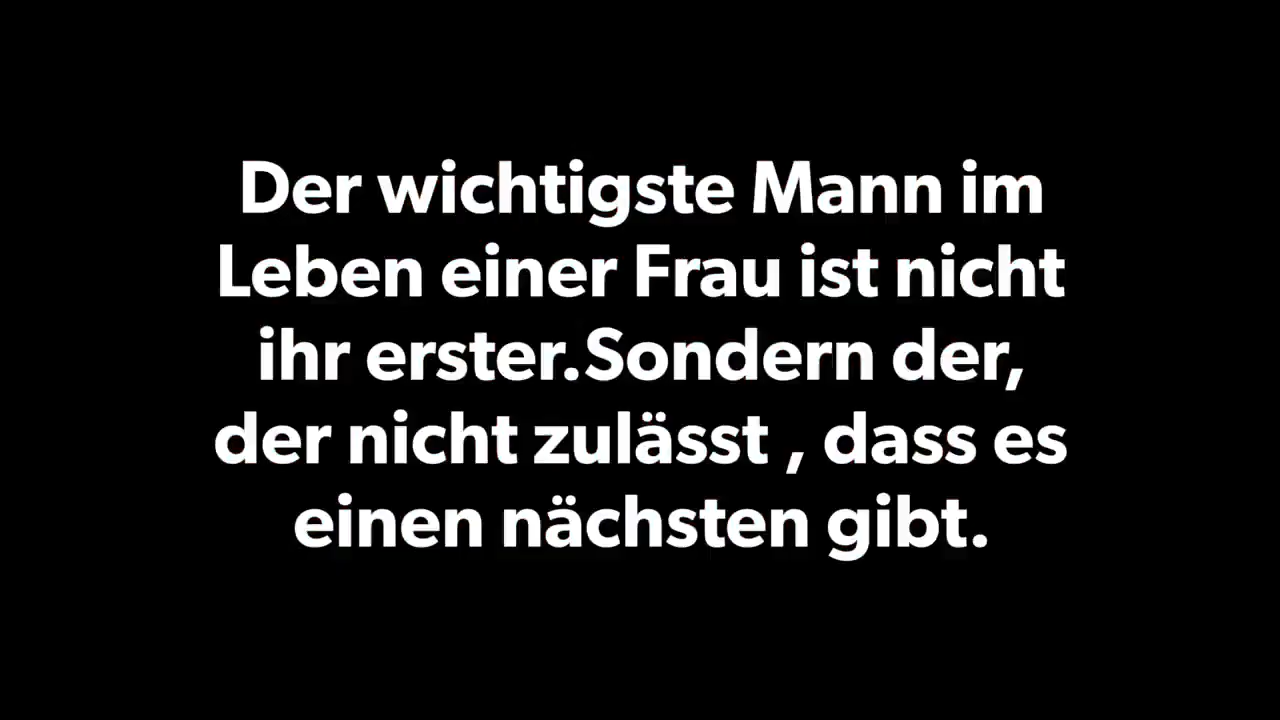 Der wichtigste Mann im
Leben einer Frau ist nicht
ihr erster.Sondern der,
der nicht zulässt , dass es
einen nächsten gibt.